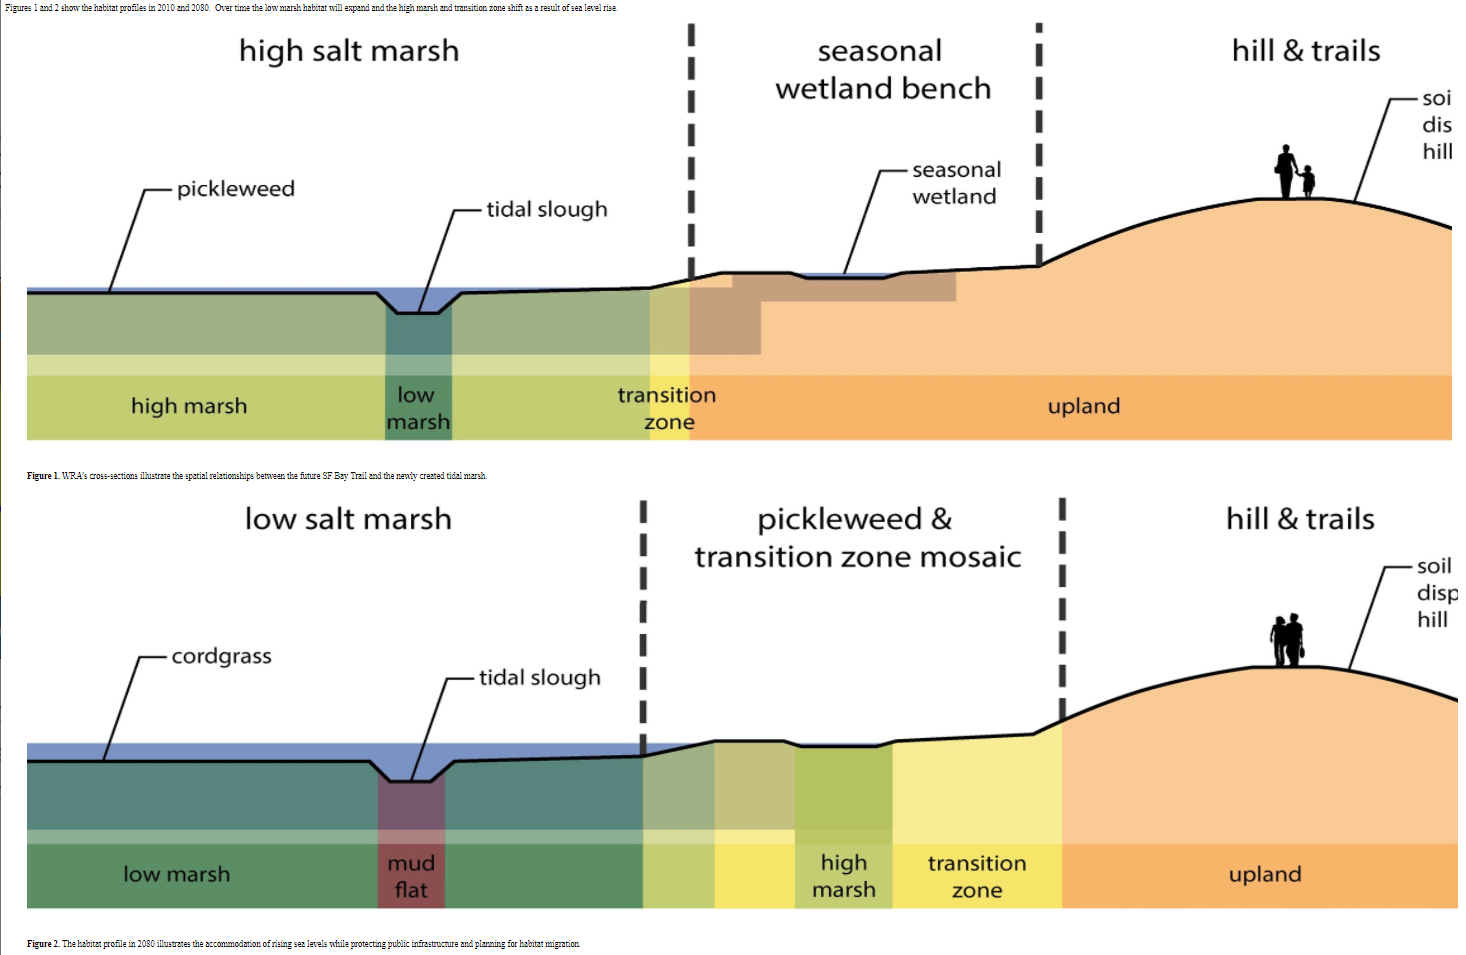 Figures 1 and 2 show the habitat profiles in 2010 and 2080. Over time the low marsh habitat will expand and the high marsh and transition zone shift as a result of sea level rise.
high salt marsh
seasonal
wetland bench
hill & trails
soi
dis
hill
pickleweed
tidal slough
seasonal
wetland
high marsh
low
marsh
transition
zone
upland
Figure 1. WRA's cross-sections illustrate the spatial relationships between the future SF Bay Trail and the newly created tidal marsh.
low salt marsh
pickleweed &
transition zone mosaic
hill & trails
soil
disp
hill
cordgrass
tidal slough
low marsh
mud
flat
high
marsh
transition
zone
upland
Figure 2. The habitat profile in 2080 illustrates the accommodation of rising sea levels while protecting public infrastructure and planning for habitat migration.